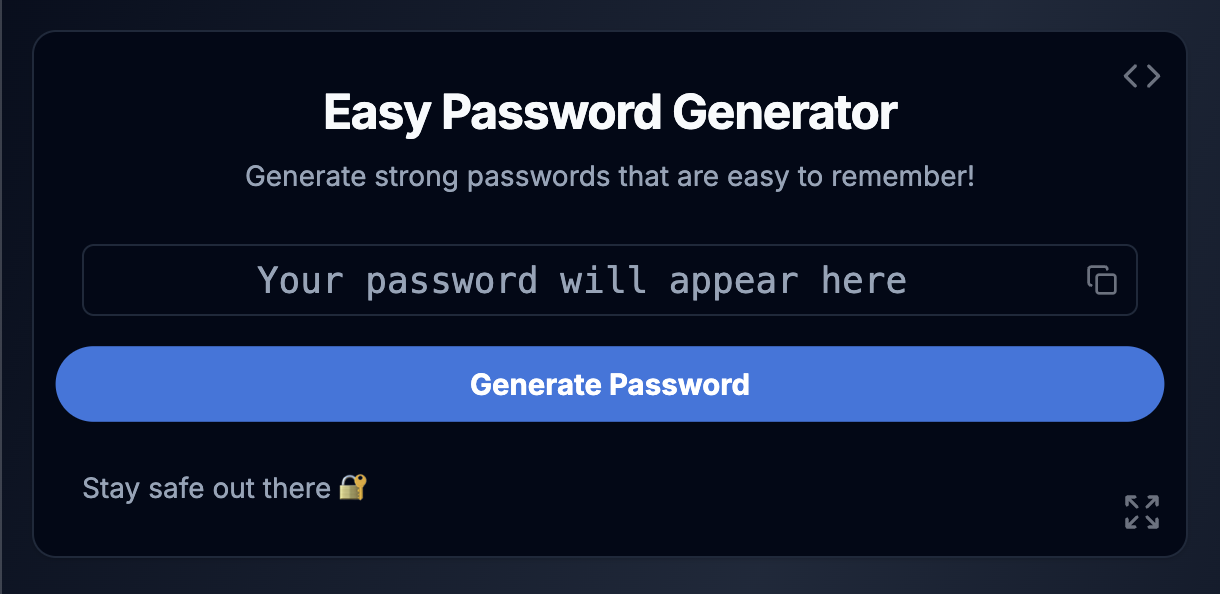 Easy Password Generator
Generate strong passwords that are easy to remember!
Your password will appear here
Generate Password
Stay safe out there 🔐